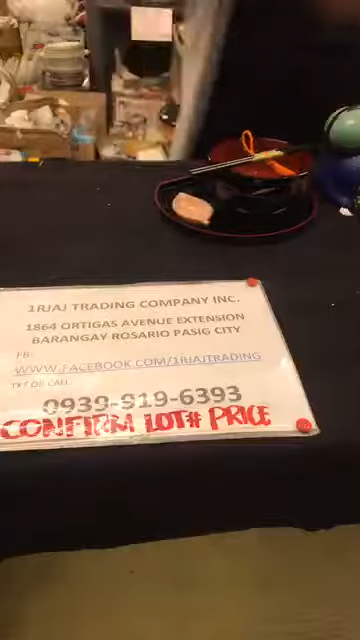 1RJAJ TRADING COMPANY INC.
1864 ORTIGAS AVENUE EXTENSION
BARANGAY ROSARIO PASIG CITY
FB:
WWW.FACEBOOK.COM/1RJAJTRADING
TXT OR CALL
0939-919-6393
CONFIRM LOT# PRICE